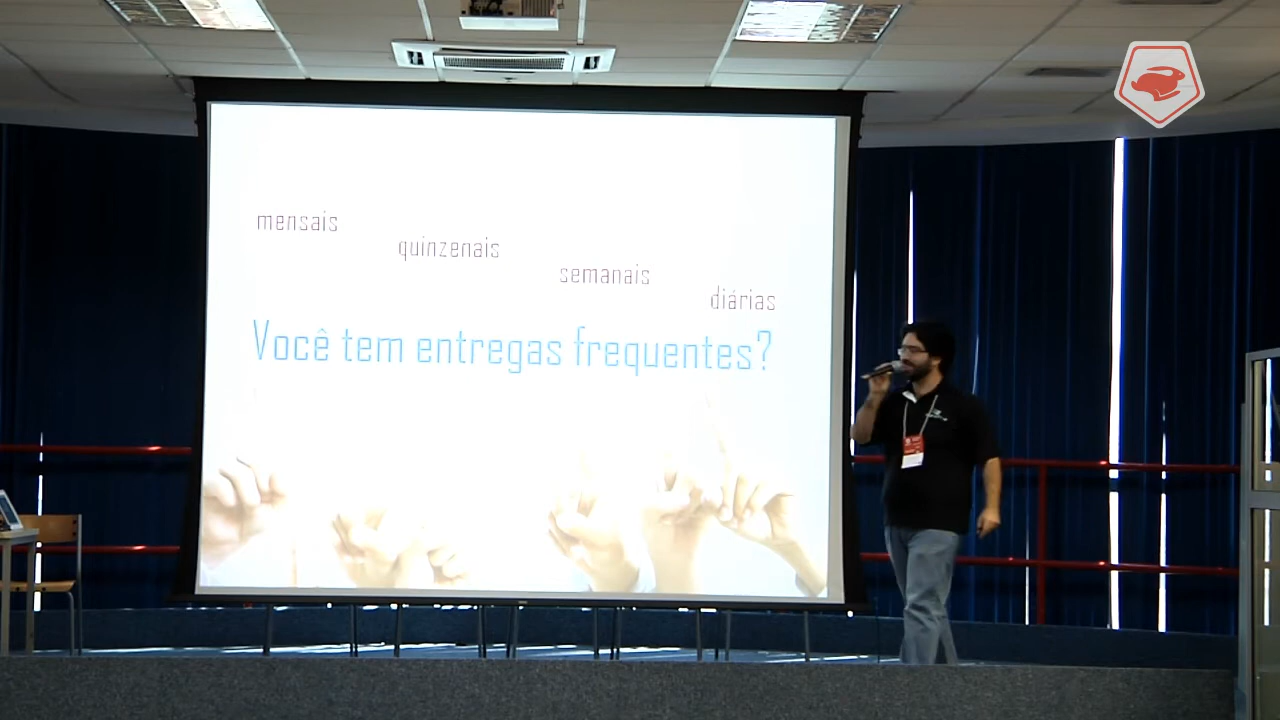 mensais
quinzenais
semanais
diárias
Você tem entregas frequentes?